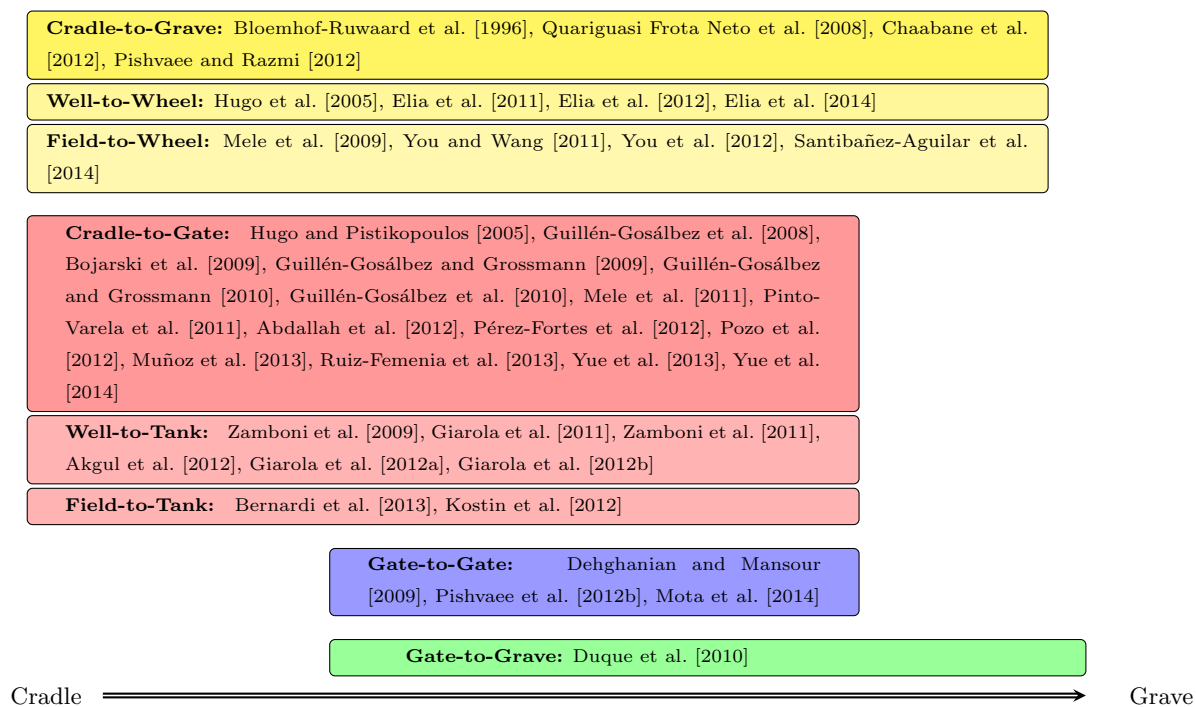 Cradle-to-Grave: Bloemhof-Ruwaard et al. [1996], Quariguasi Frota Neto et al. [2008], Chaabane et al.
[2012], Pishvaee and Razmi [2012]
Well-to-Wheel: Hugo et al. [2005], Elia et al. [2011], Elia et al. [2012], Elia et al. [2014]
Field-to-Wheel: Mele et al. [2009], You and Wang [2011], You et al. [2012], Santibañez-Aguilar et al.
[2014]
Cradle-to-Gate: Hugo and Pistikopoulos [2005], Guillén-Gosálbez et al. [2008],
Bojarski et al. [2009], Guillén-Gosálbez and Grossmann [2009], Guillén-Gosálbez
and Grossmann [2010], Guillén-Gosálbez et al. [2010], Mele et al. [2011], Pinto-
Varela et al. [2011], Abdallah et al. [2012], Pérez-Fortes et al. [2012], Pozo et al.
[2012], Muñoz et al. [2013], Ruiz-Femenia et al. [2013], Yue et al. [2013], Yue et al.
[2014]
Well-to-Tank: Zamboni et al. [2009], Giarola et al. [2011], Zamboni et al. [2011],
Akgul et al. [2012], Giarola et al. [2012a], Giarola et al. [2012b]
Field-to-Tank: Bernardi et al. [2013], Kostin et al. [2012]
Gate-to-Gate: Dehghanian and Mansour
[2009], Pishvaee et al. [2012b], Mota et al. [2014]
Gate-to-Grave: Duque et al. [2010]
Cradle Grave